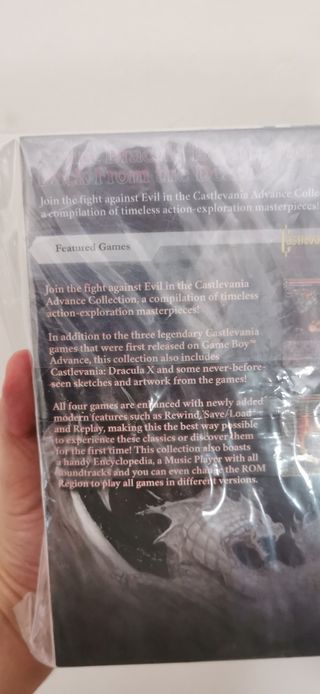 Join the fight against Evil in the Castlevania Advance
a compilation of timeless action-exploration masterpieces!
Featured Games
Join the fight against Evil in the Castlevania
Advance Collection, a compilation of timeless
action-exploration masterpieces!
In addition to the three legendary Castlevania
games that were first released on Game Boy™
Advance, this collection also includes
Castlevania: Dracula X and some never-before-
seen sketches and artwork from the games!
All four games are enhanced with newly added
modern features such as Rewind, Save/Load
and Replay, making this the best way possible
to experience these classics or discover them
for the first time! This collection also boasts
a handy Encyclopedia, a Music Player with all
soundtracks and you can even change the ROM
Region to play all games in different versions.